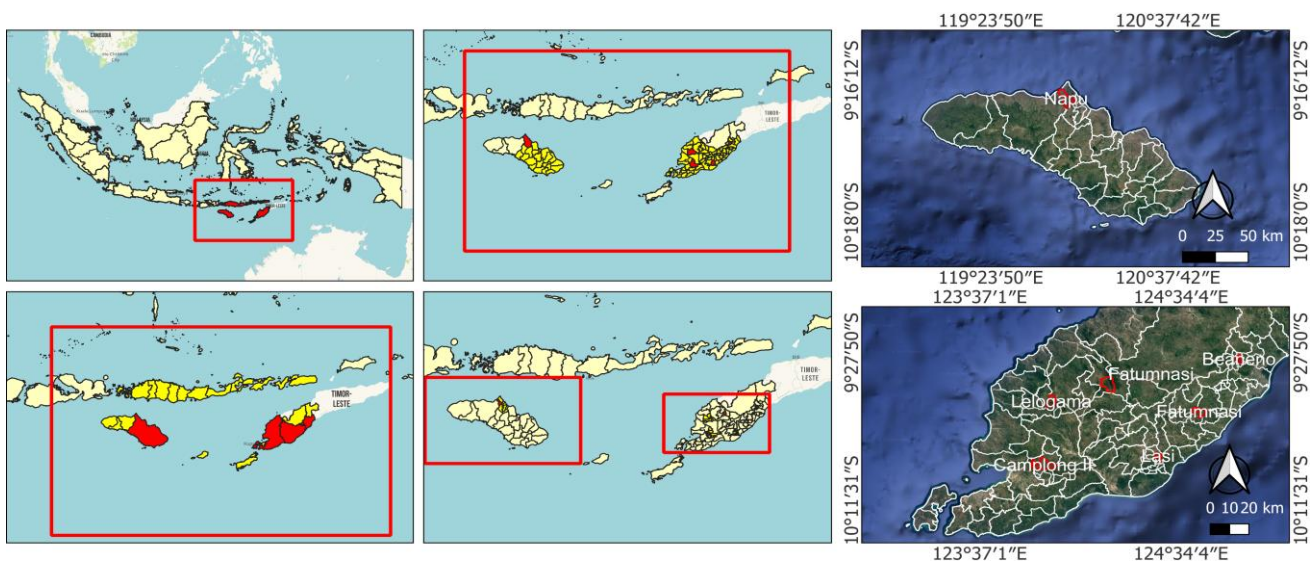 CAMBODIA
TIMOR-
LESTE
119°23′50″E 120°37′42″E
9°16′12″S
10°18′0″S
9°16′12″S
10°18′0″S
Napu
0 25 50 km
119°23′50″E 120°37′42″E
TIMOR-
LESTE
TIMOR-
LESTE
123°37′1″E 124°34′4″E
9°27′50″S
10°11′31″S
9°27′50″S
10°11′31″S
Fatumnasi
Lelogama
Fatumnasi
Camplong II
0 10 20 km
123°37′1″E 124°34′4″E